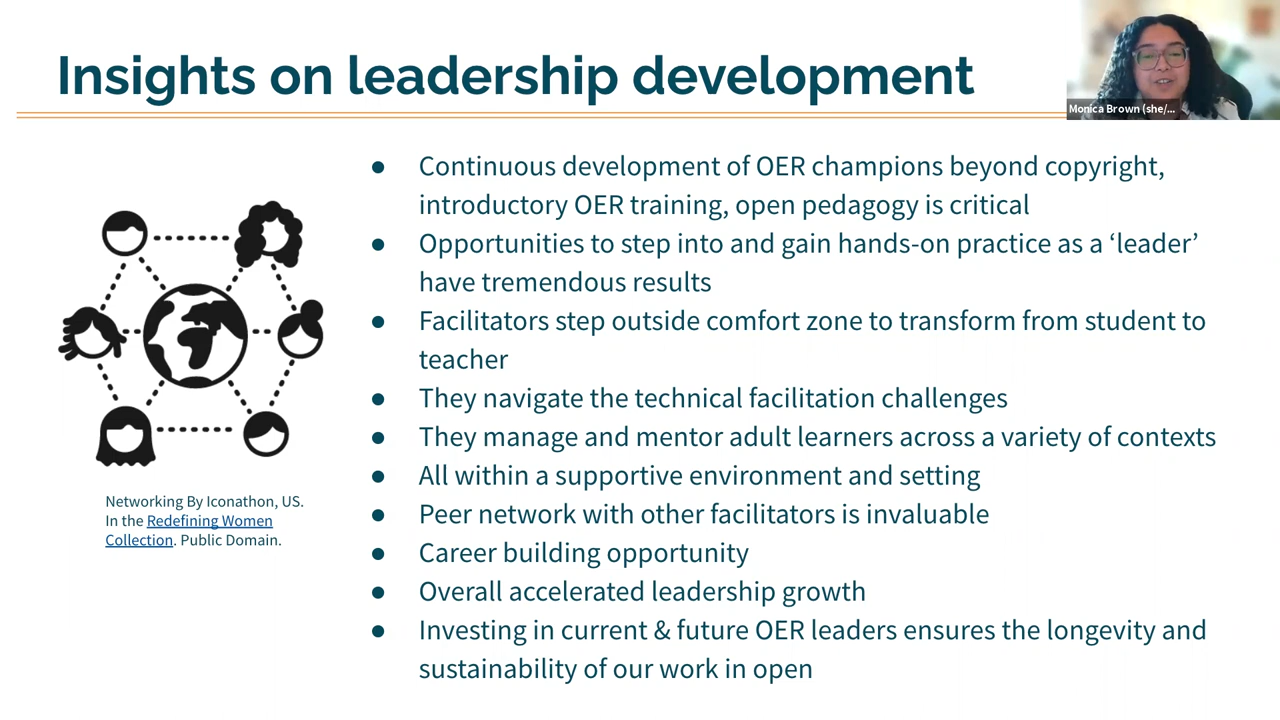 Insights on leadership development
Monica Brown (she/...
● Continuous development of OER champions beyond copyright,
introductory OER training, open pedagogy is critical
● Opportunities to step into and gain hands-on practice as a ‘leader’
have tremendous results
● Facilitators step outside comfort zone to transform from student to
teacher
● They navigate the technical facilitation challenges
● They manage and mentor adult learners across a variety of contexts
● All within a supportive environment and setting
● Peer network with other facilitators is invaluable
● Career building opportunity
● Overall accelerated leadership growth
● Investing in current & future OER leaders ensures the longevity and
sustainability of our work in open
Networking By Iconathon, US.
In the Redefining Women
Collection. Public Domain.